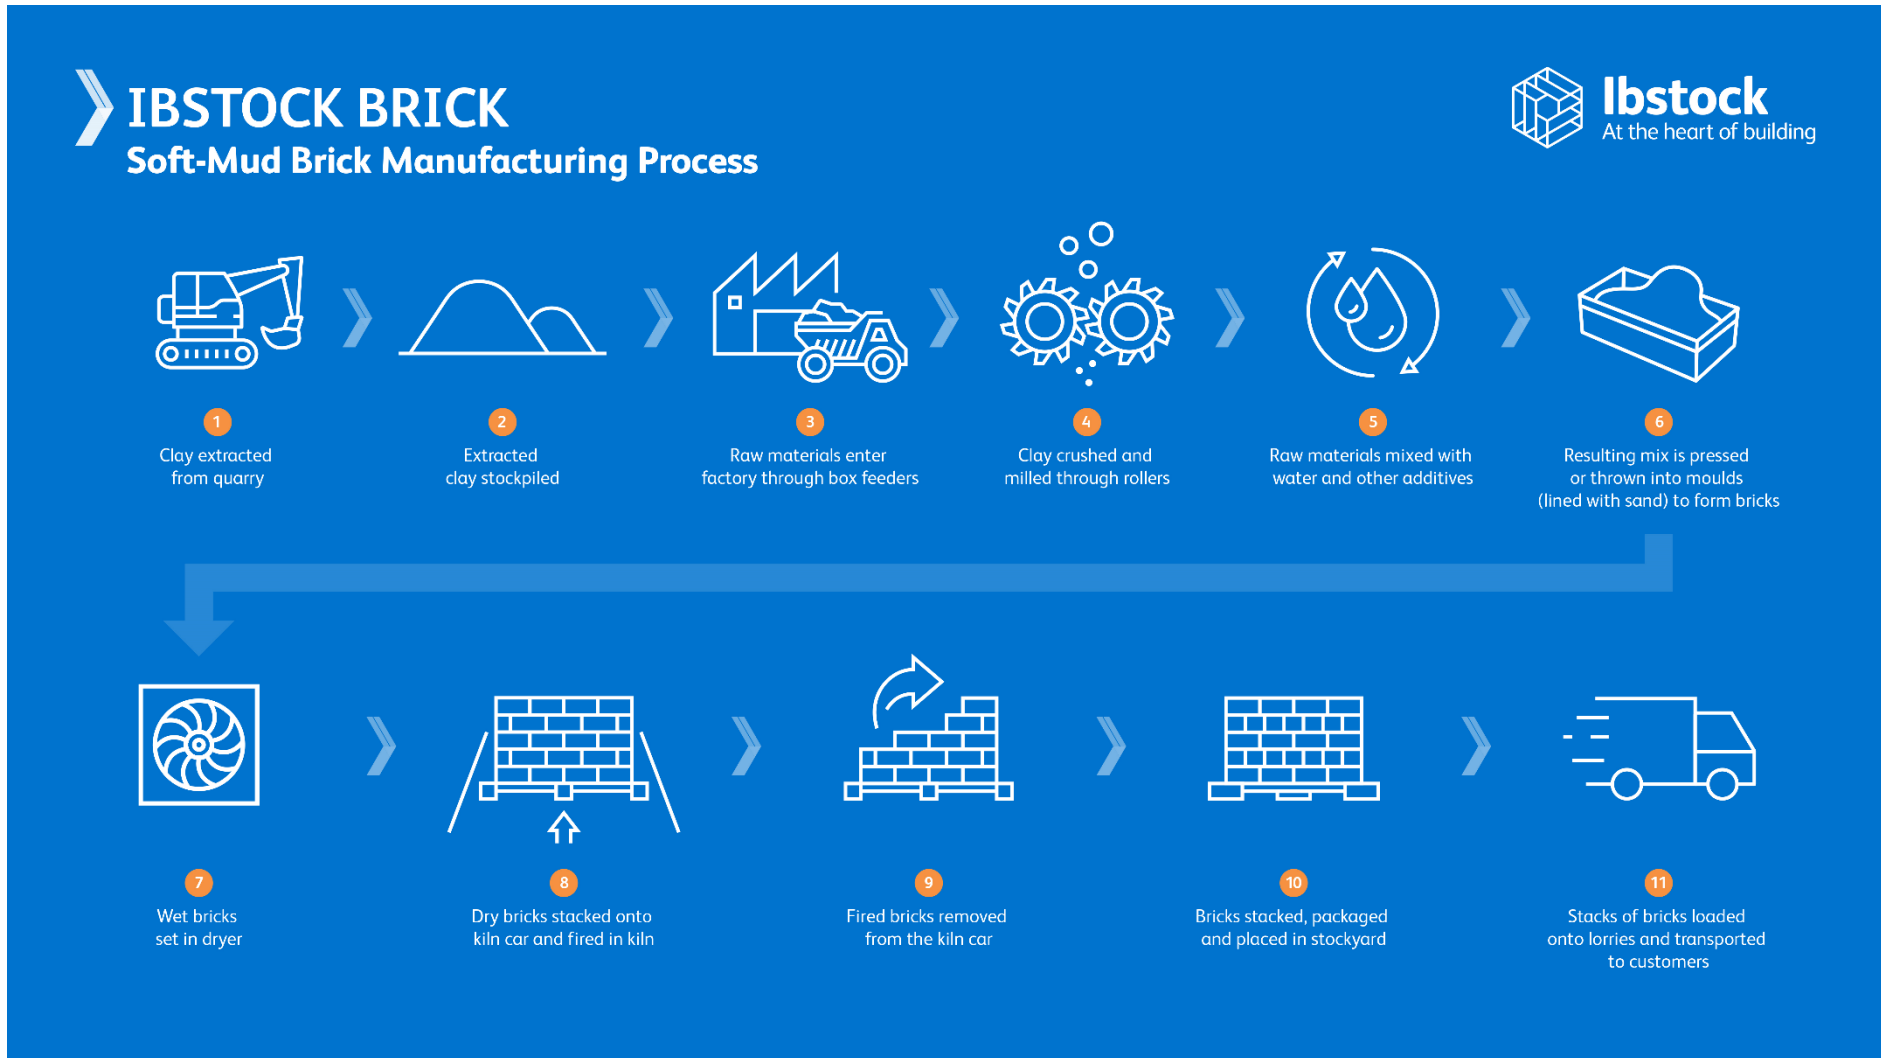 IBSTOCK BRICK
Soft-Mud Brick Manufacturing Process
Ibstock
At the heart of building
1
Clay extracted
from quarry
2
Extracted
clay stockpiled
3
Raw materials enter
factory through box feeders
4
Clay crushed and
milled through rollers
5
Raw materials mixed with
water and other additives
6
Resulting mix is pressed
or thrown into moulds
(lined with sand) to form bricks
7
Wet bricks
set in dryer
8
Dry bricks stacked onto
kiln car and fired in kiln
9
Fired bricks removed
from the kiln car
10
Bricks stacked, packaged
and placed in stockyard
11
Stacks of bricks loaded
onto lorries and transported
to customers